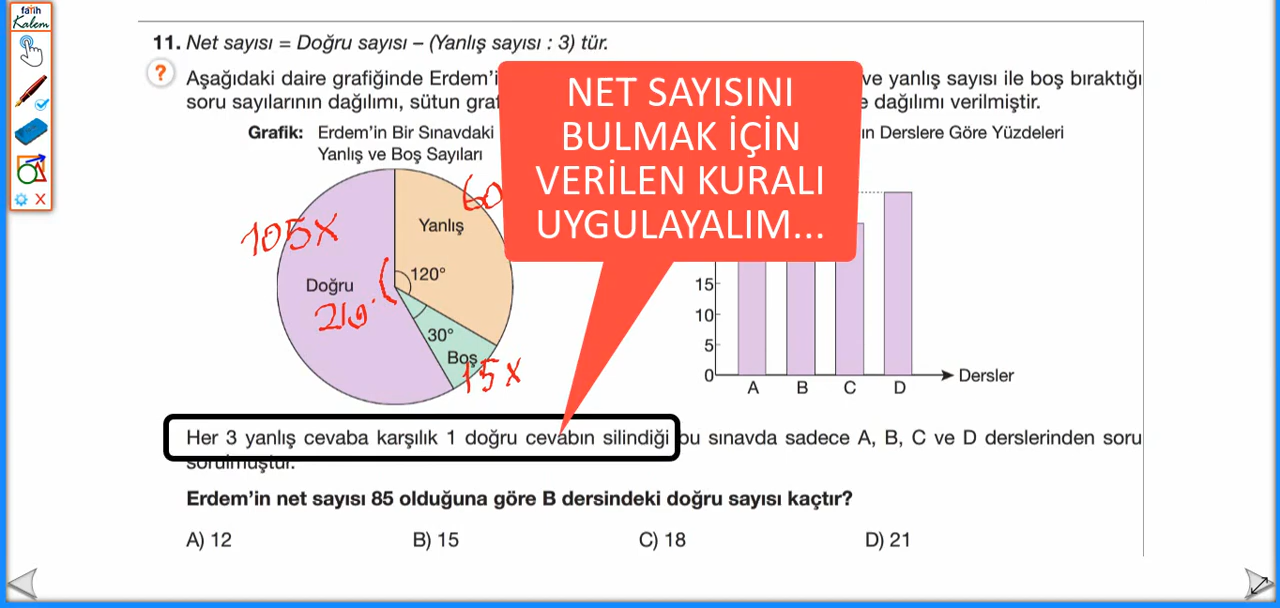 fatih
Kalem
11. Net sayısı = Doğru sayısı – (Yanlış sayısı : 3) tür.
?
Aşağıdaki daire grafiğinde Erdem'i ve yanlış sayısı ile boş bıraktığı
soru sayılarının dağılımı, sütun graf e dağılımı verilmiştir.
NET SAYISINI
BULMAK İÇİN
VERİLEN KURALI
UYGULAYALIM...
Grafik: Erdem'in Bir Sınavdaki
Yanlış ve Boş Sayıları
ın Derslere Göre Yüzdeleri
105x
60
Yanlış
120°
Doğru
210
30°
Boş
15x
15
10
5
0
A B C D
Dersler
Her 3 yanlış cevaba karşılık 1 doğru cevabın silindiği bu sınavda sadece A, B, C ve D derslerinden soru
sorulmuştur.
Erdem'in net sayısı 85 olduğuna göre B dersindeki doğru sayısı kaçtır?
A) 12 B) 15 C) 18 D) 21